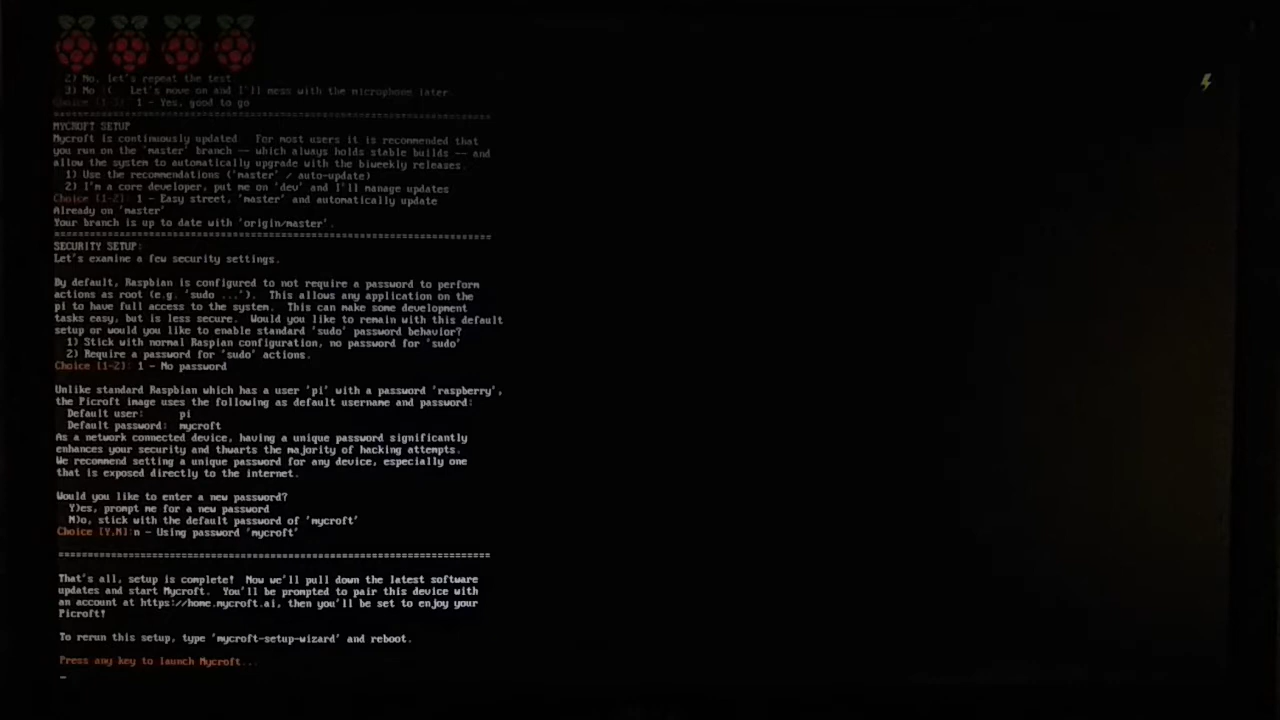 2) No, let's repeat the test.
3) No :( Let's move on and I'll mess with the microphone later.
Choice [1-3]: 1 - Yes, good to go
======================================================================
MYCROFT SETUP
Mycroft is continuously updated. For most users it is recommended that
you run on the 'master' branch -- which always holds stable builds -- and
allow the system to automatically upgrade with the biweekly releases.
1) Use the recommendations ('master' / auto-update)
2) I'm a core developer, put me on 'dev' and I'll manage updates
Choice [1-2]: 1 - Easy street, 'master' and automatically update
Already on 'master'
Your branch is up to date with 'origin/master'.
======================================================================
SECURITY SETUP:
Let's examine a few security settings.
By default, Raspbian is configured to not require a password to perform
actions as root (e.g. 'sudo ...'). This allows any application on the
pi to have full access to the system. This can make some development
tasks easy, but is less secure. Would you like to remain with this default
setup or would you like to enable standard 'sudo' password behavior?
1) Stick with normal Raspian configuration, no password for 'sudo'
2) Require a password for 'sudo' actions.
Choice [1-2]: 1 - No password
Unlike standard Raspbian which has a user 'pi' with a password 'raspberry',
the Picroft image uses the following as default username and password:
Default user: pi
Default password: mycroft
As a network connected device, having a unique password significantly
enhances your security and thwarts the majority of hacking attempts.
We recommend setting a unique password for any device, especially one
that is exposed directly to the internet.
Would you like to enter a new password?
Y)es, prompt me for a new password
N)o, stick with the default password of 'mycroft'
Choice [Y,N]:n - Using password 'mycroft'
======================================================================
That's all, setup is complete! Now we'll pull down the latest software
updates and start Mycroft. You'll be prompted to pair this device with
an account at https://home.mycroft.ai, then you'll be set to enjoy your
Picroft!
To rerun this setup, type 'mycroft-setup-wizard' and reboot.
Press any key to launch Mycroft...